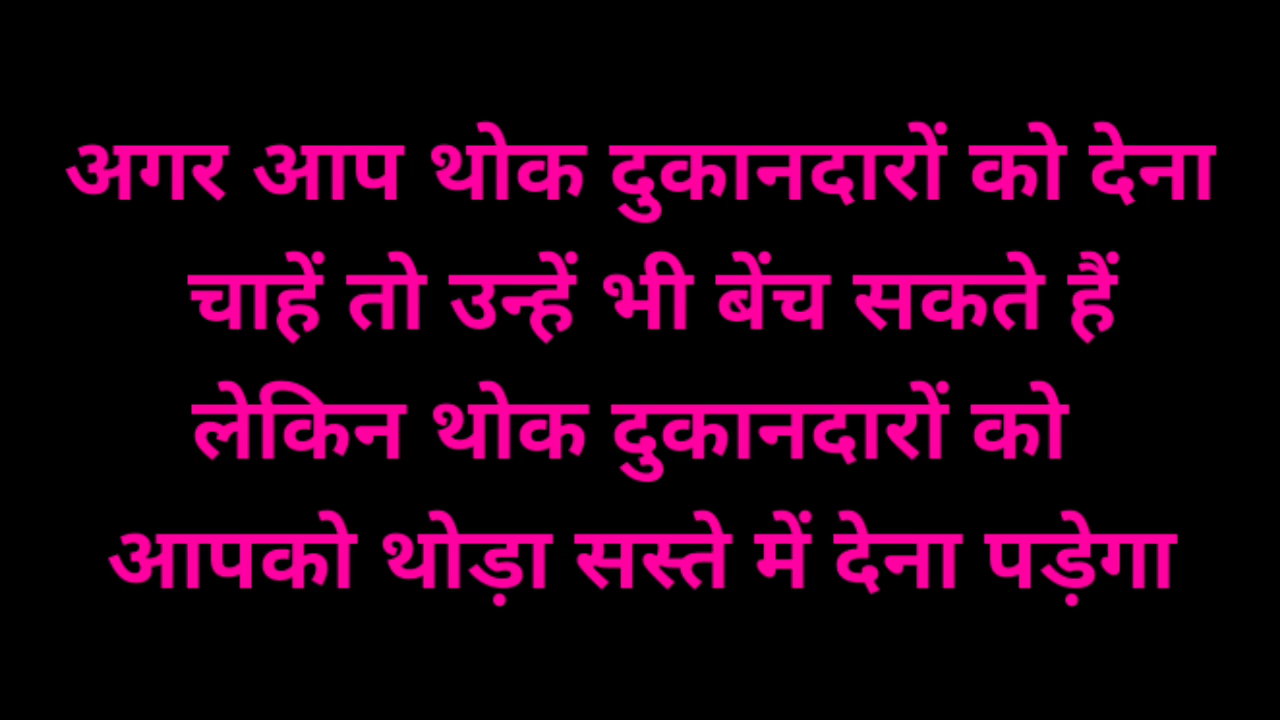 अगर आप थोक दुकानदारों को देना
चाहें तो उन्हें भी बेंच सकते हैं
लेकिन थोक दुकानदारों को
आपको थोड़ा सस्ते में देना पड़ेगा